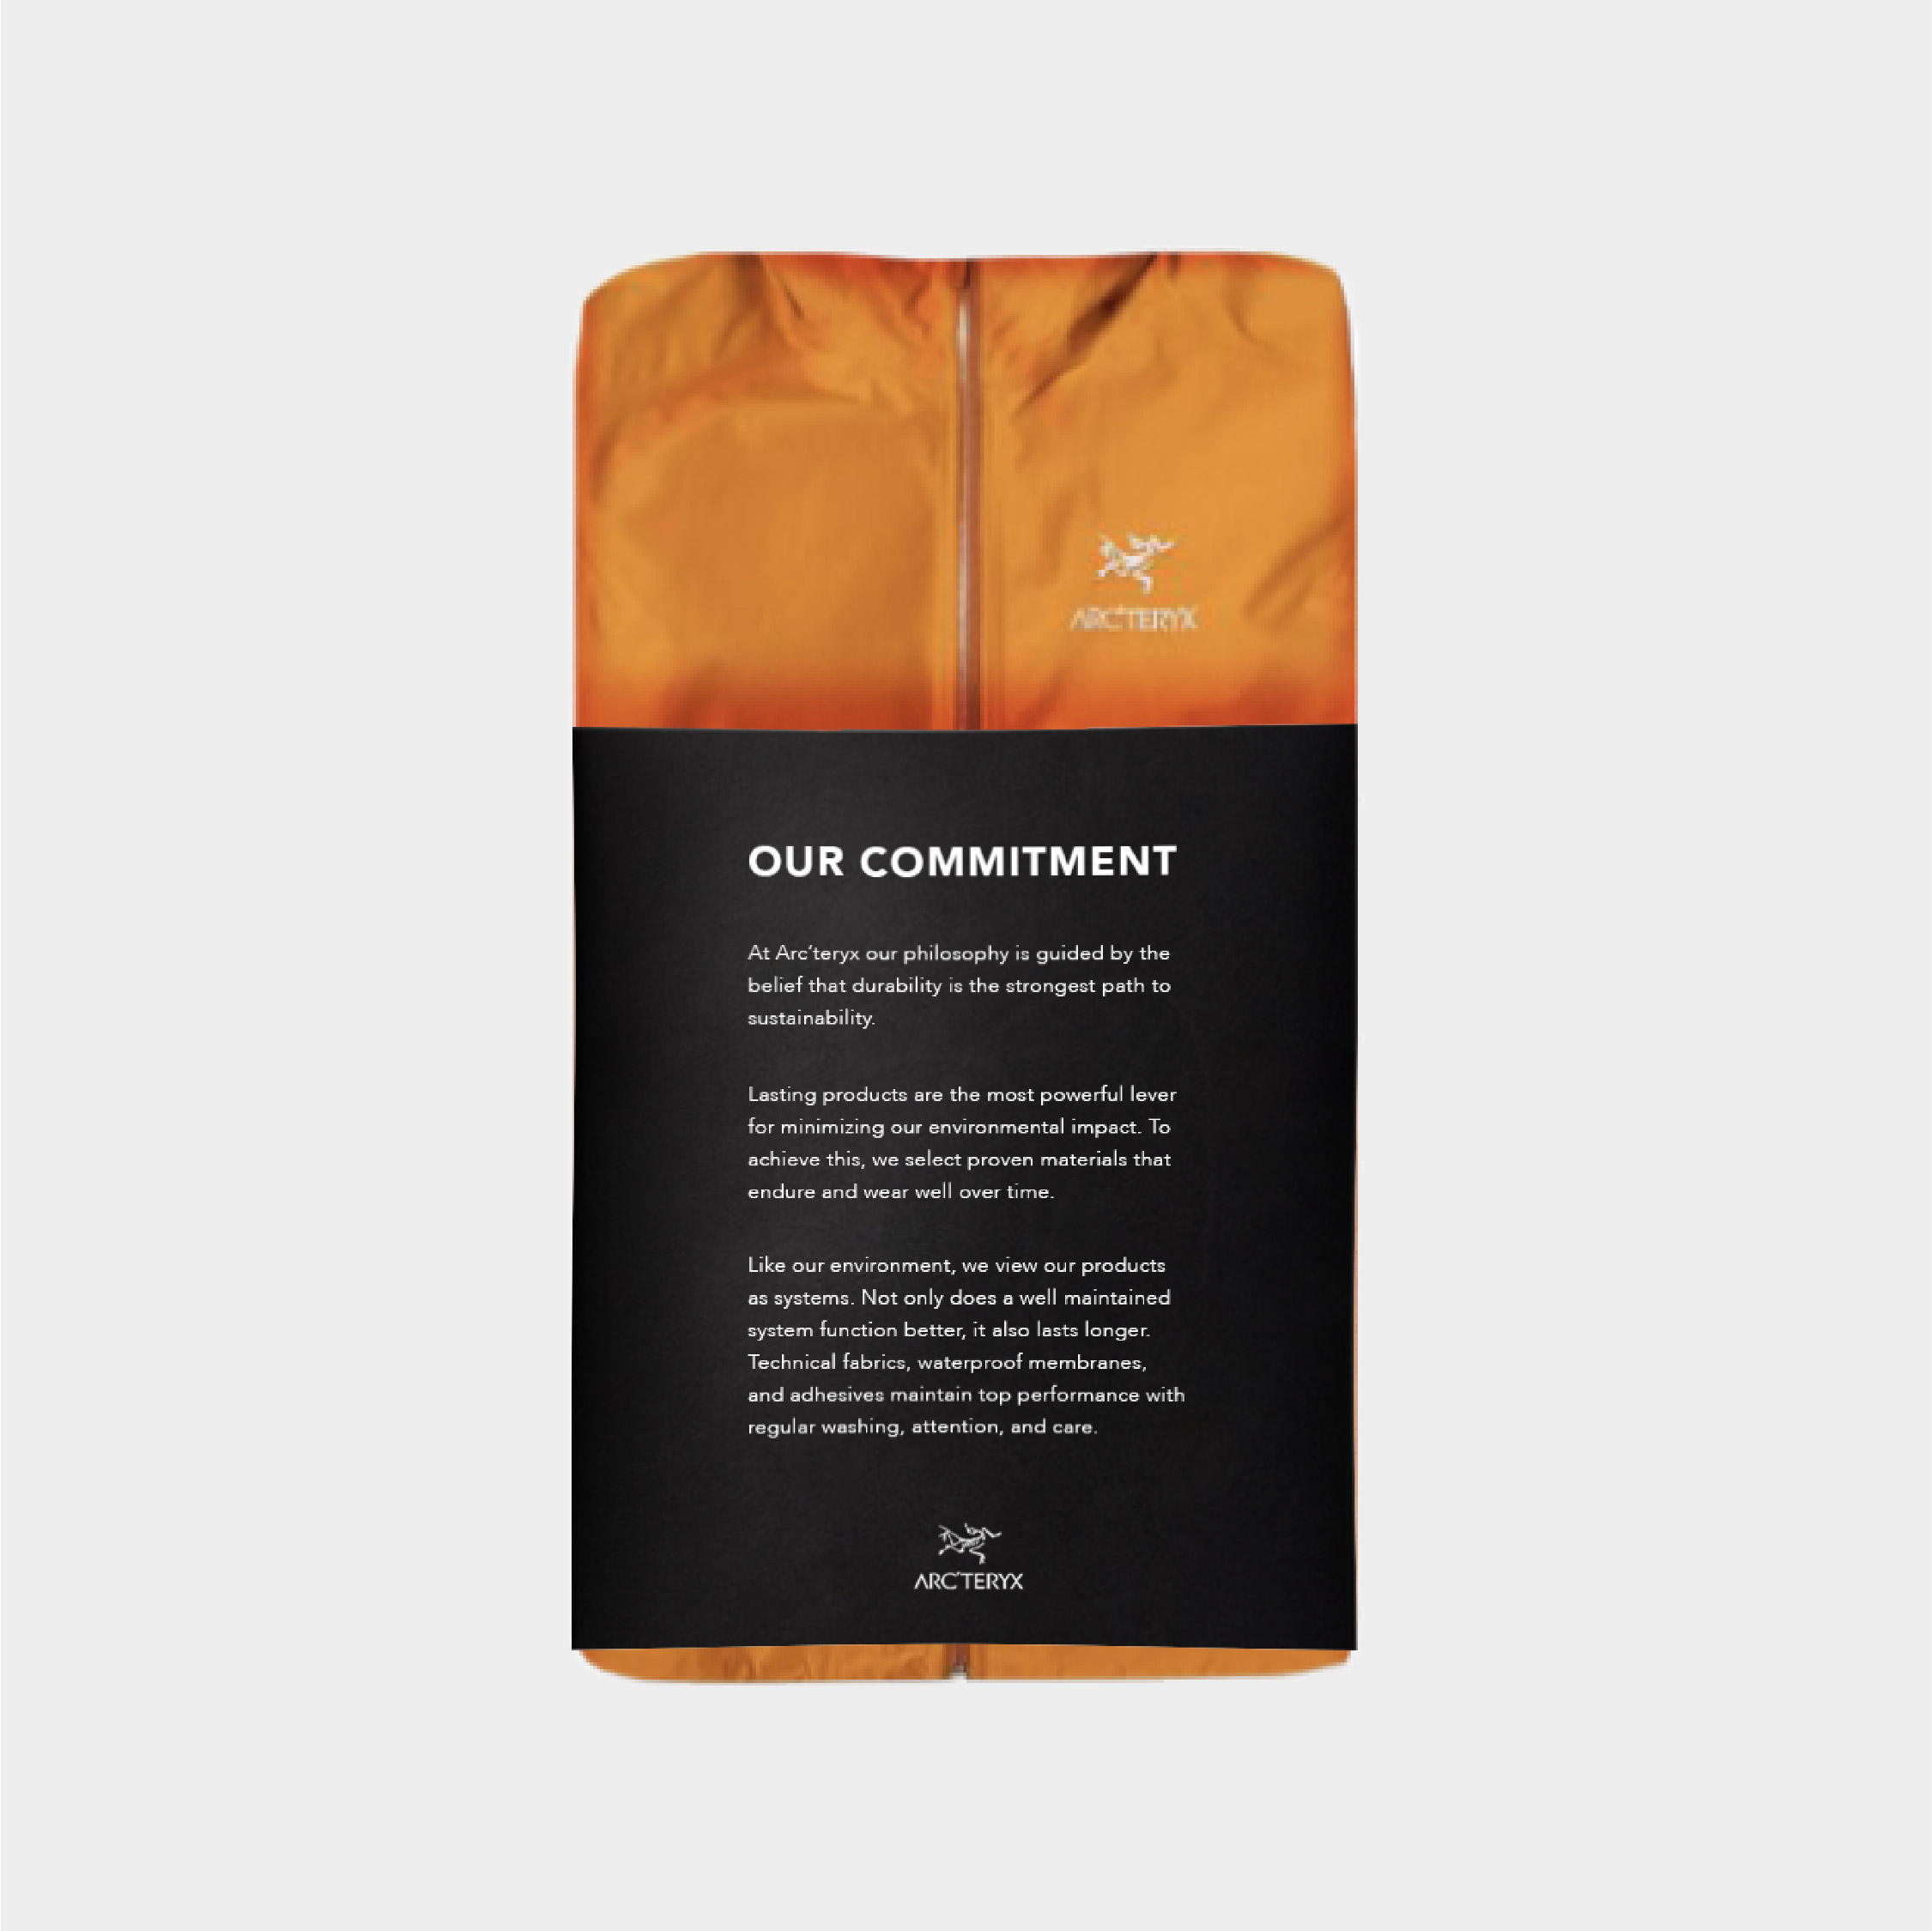 ARC'TERYX
OUR COMMITMENT
At Arc'teryx our philosophy is guided by the
belief that durability is the strongest path to
sustainability.
Lasting products are the most powerful lever
for minimizing our environmental impact. To
achieve this, we select proven materials that
endure and wear well over time.
Like our environment, we view our products
as systems. Not only does a well maintained
system function better, it also lasts longer.
Technical fabrics, waterproof membranes,
and adhesives maintain top performance with
regular washing, attention, and care.
ARC'TERYX